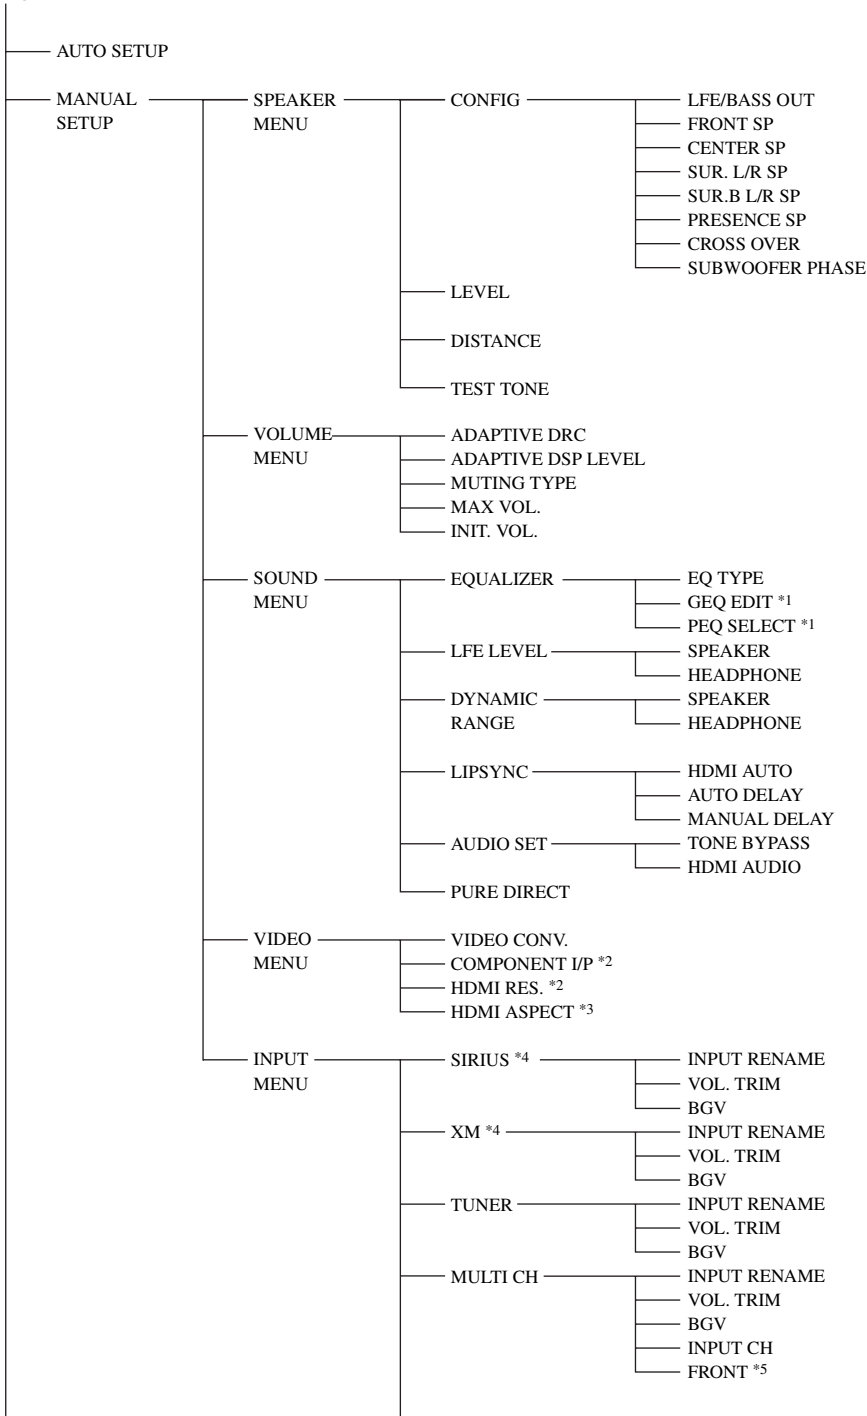 AUTO SETUP
MANUAL SETUP
SPEAKER MENU
CONFIG
LFE/BASS OUT
FRONT SP
CENTER SP
SUR. L/R SP
SUR.B L/R SP
PRESENCE SP
CROSS OVER
SUBWOOFER PHASE
LEVEL
DISTANCE
TEST TONE
VOLUME MENU
ADAPTIVE DRC
ADAPTIVE DSP LEVEL
MUTING TYPE
MAX VOL.
INIT. VOL.
SOUND MENU
EQUALIZER
EQ TYPE
GEQ EDIT *1
PEQ SELECT *1
LFE LEVEL
SPEAKER
HEADPHONE
DYNAMIC RANGE
SPEAKER
HEADPHONE
LIPSYNC
HDMI AUTO
AUTO DELAY
MANUAL DELAY
AUDIO SET
TONE BYPASS
HDMI AUDIO
PURE DIRECT
VIDEO MENU
VIDEO CONV.
COMPONENT I/P *2
HDMI RES. *2
HDMI ASPECT *3
INPUT MENU
SIRIUS *4
INPUT RENAME
VOL. TRIM
BGV
XM *4
INPUT RENAME
VOL. TRIM
BGV
TUNER
INPUT RENAME
VOL. TRIM
BGV
MULTI CH
INPUT RENAME
VOL. TRIM
BGV
INPUT CH
FRONT *5